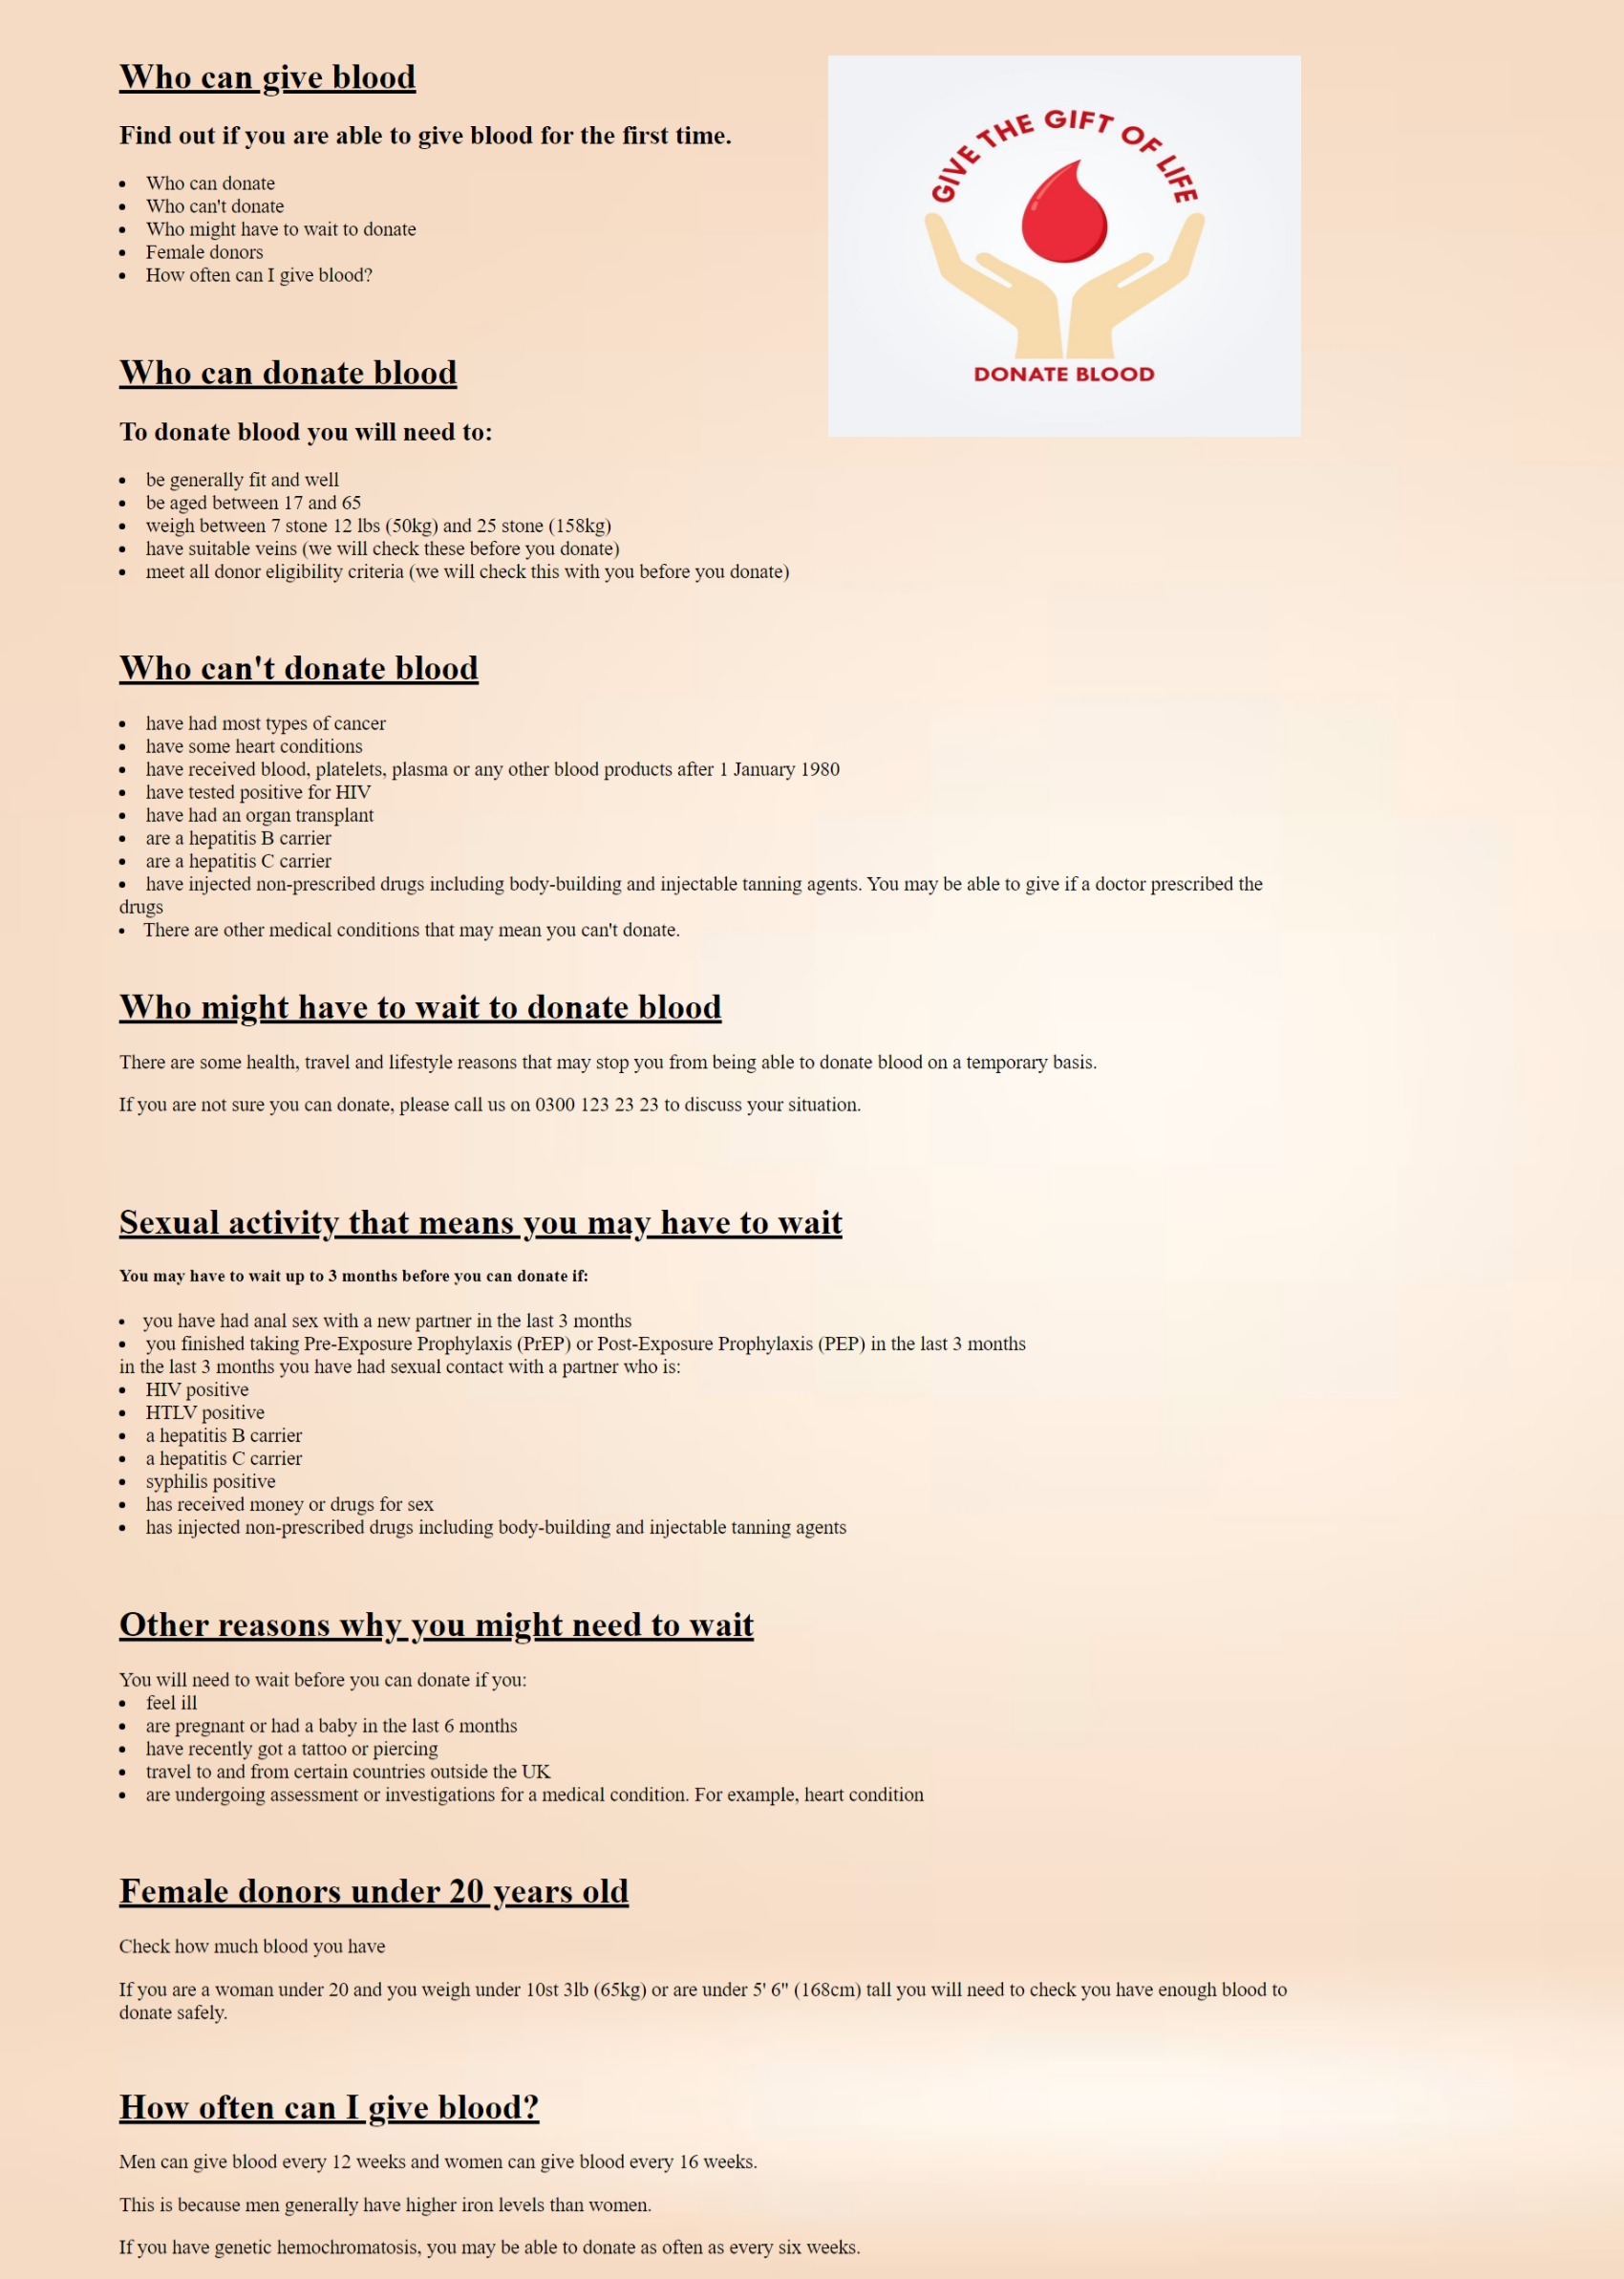 Who can give blood
Find out if you are able to give blood for the first time.
• Who can donate
• Who can't donate
• Who might have to wait to donate
• Female donors
• How often can I give blood?
GIVE THE GIFT OF LIFE
DONATE BLOOD
Who can donate blood
To donate blood you will need to:
• be generally fit and well
• be aged between 17 and 65
• weigh between 7 stone 12 lbs (50kg) and 25 stone (158kg)
• have suitable veins (we will check these before you donate)
• meet all donor eligibility criteria (we will check this with you before you donate)
Who can't donate blood
• have had most types of cancer
• have some heart conditions
• have received blood, platelets, plasma or any other blood products after 1 January 1980
• have tested positive for HIV
• have had an organ transplant
• are a hepatitis B carrier
• are a hepatitis C carrier
• have injected non-prescribed drugs including body-building and injectable tanning agents. You may be able to give if a doctor prescribed the
drugs
• There are other medical conditions that may mean you can't donate.
Who might have to wait to donate blood
There are some health, travel and lifestyle reasons that may stop you from being able to donate blood on a temporary basis.
If you are not sure you can donate, please call us on 0300 123 23 23 to discuss your situation.
Sexual activity that means you may have to wait
You may have to wait up to 3 months before you can donate if:
• you have had anal sex with a new partner in the last 3 months
• you finished taking Pre-Exposure Prophylaxis (PrEP) or Post-Exposure Prophylaxis (PEP) in the last 3 months
in the last 3 months you have had sexual contact with a partner who is:
• HIV positive
• HTLV positive
• a hepatitis B carrier
• a hepatitis C carrier
• syphilis positive
• has received money or drugs for sex
• has injected non-prescribed drugs including body-building and injectable tanning agents
Other reasons why you might need to wait
You will need to wait before you can donate if you:
• feel ill
• are pregnant or had a baby in the last 6 months
• have recently got a tattoo or piercing
• travel to and from certain countries outside the UK
• are undergoing assessment or investigations for a medical condition. For example, heart condition
Female donors under 20 years old
Check how much blood you have
If you are a woman under 20 and you weigh under 10st 3lb (65kg) or are under 5' 6" (168cm) tall you will need to check you have enough blood to
donate safely.
How often can I give blood?
Men can give blood every 12 weeks and women can give blood every 16 weeks.
This is because men generally have higher iron levels than women.
If you have genetic hemochromatosis, you may be able to donate as often as every six weeks.